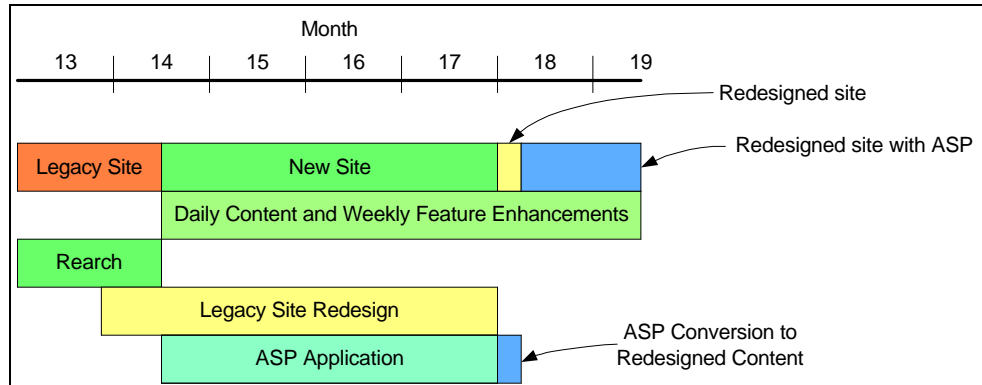 Month
13 14 15 16 17 18 19
Redesigned site
Redesigned site with ASP
Legacy Site New Site
Daily Content and Weekly Feature Enhancements
Rearch
Legacy Site Redesign
ASP Application
ASP Conversion to
Redesigned Content